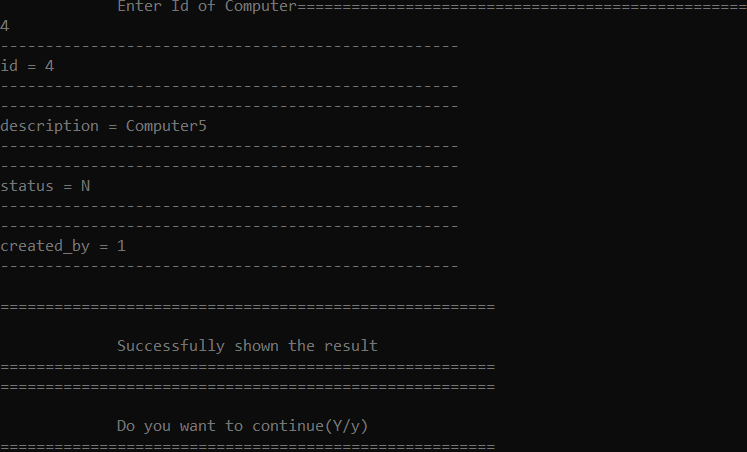 Enter Id of Computer==================================================
4
---------------------------------------------------
id = 4
---------------------------------------------------
---------------------------------------------------
description = Computer5
---------------------------------------------------
---------------------------------------------------
status = N
---------------------------------------------------
---------------------------------------------------
created_by = 1
---------------------------------------------------
=======================================================
Successfully shown the result
=======================================================
=======================================================
Do you want to continue(Y/y)
=======================================================